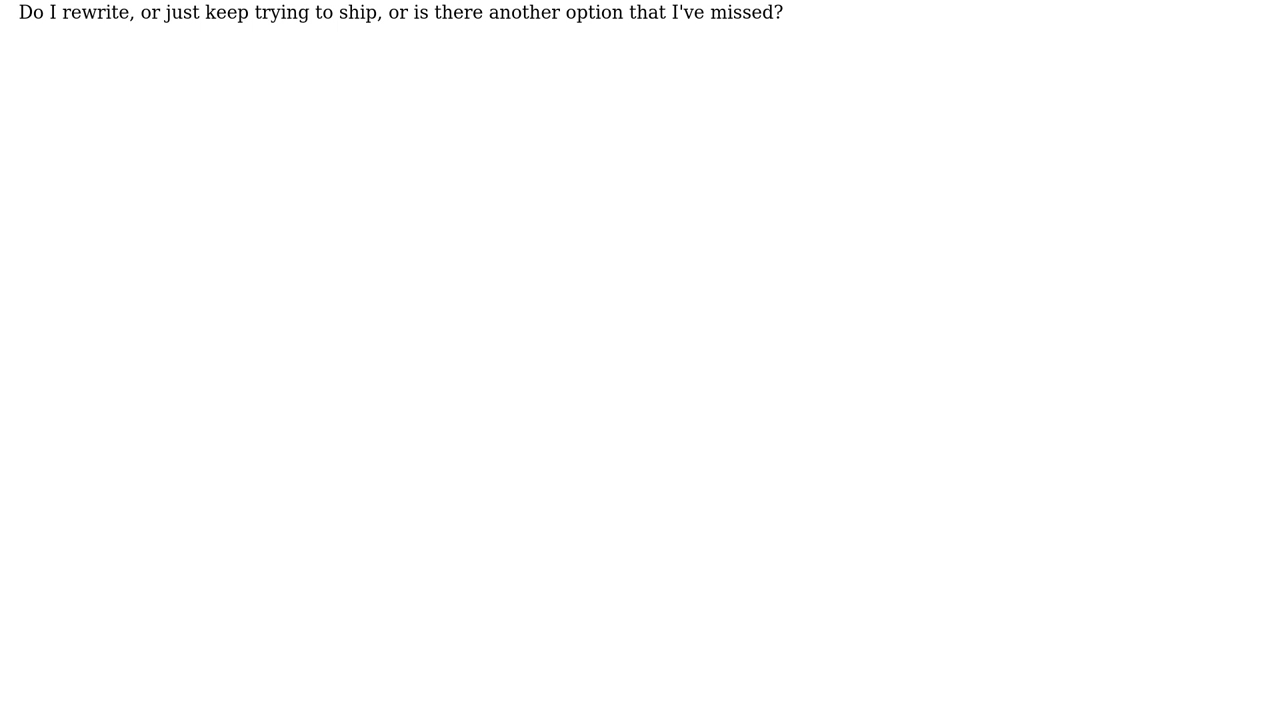 Do I rewrite, or just keep trying to ship, or is there another option that I've missed?